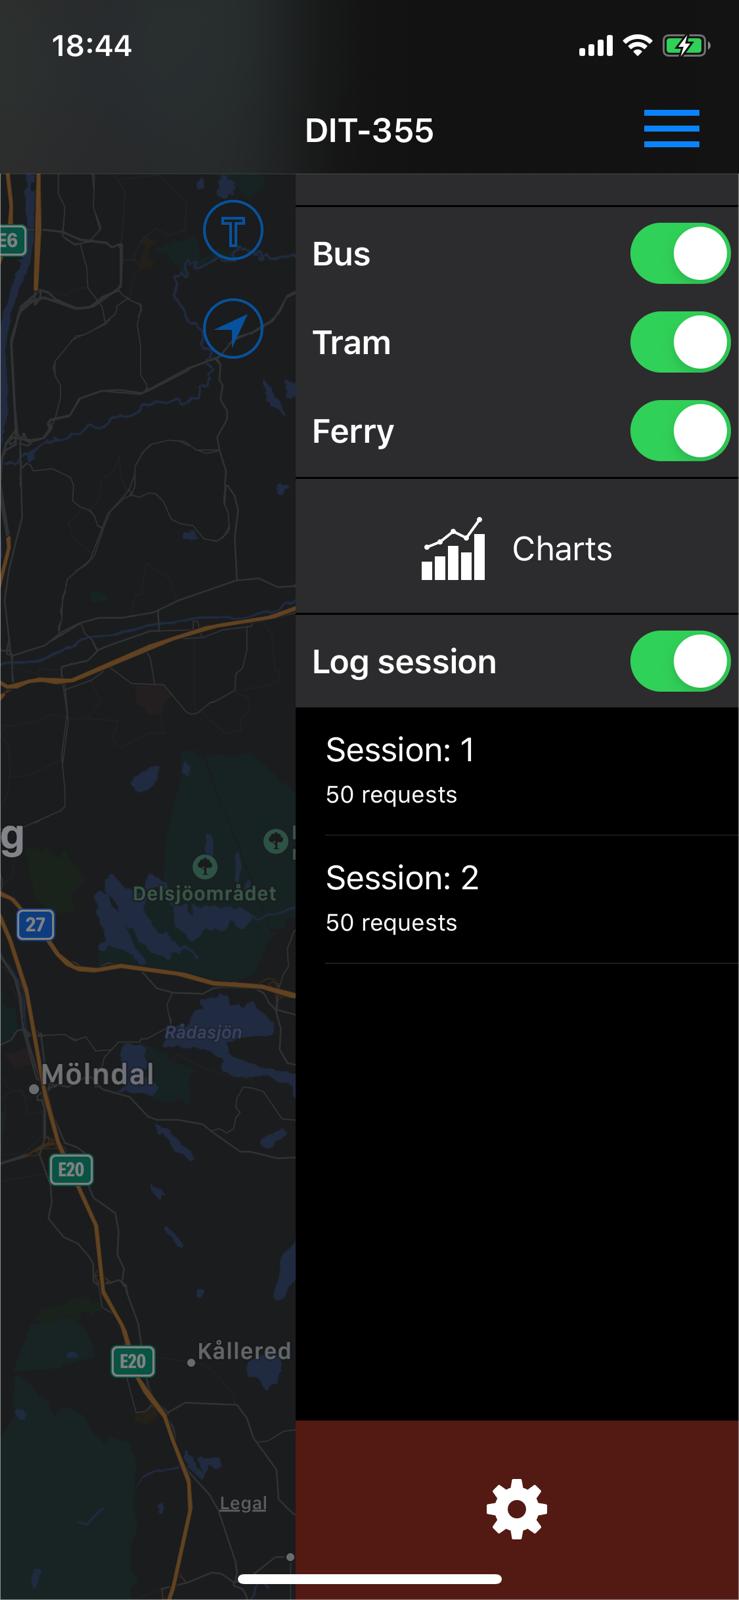 18:44
DIT-355
E6
T
Bus
Tram
Ferry
Charts
Log session
Session: 1
50 requests
Session: 2
50 requests
g
Delsjöområdet
27
Rådasjön
Mölndal
E20
Kållered
E20
Legal